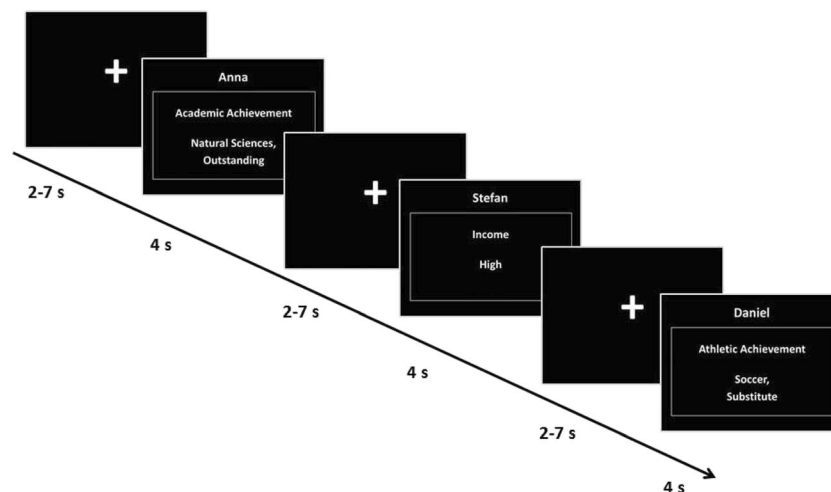 Anna
Academic Achievement
Natural Sciences,
Outstanding
2-7 s
4 s
Stefan
Income
High
2-7 s
4 s
Daniel
Athletic Achievement
Soccer,
Substitute
2-7 s
4 s